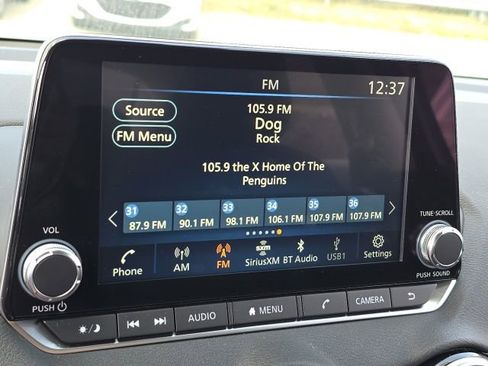 FM
12:37
Source
105.9 FM
FM Menu
Dog
Rock
105.9 the X Home Of The
Penguins
31 32 33 34 35 36
87.9 FM 90.1 FM 98.1 FM 106.1 FM 107.9 FM 107.9 FM
VOL
TUNE·SCROLL
Phone AM FM SiriusXM BT Audio USB1 Settings
sxm
PUSH
PUSH SOUND
AUDIO MENU CAMERA